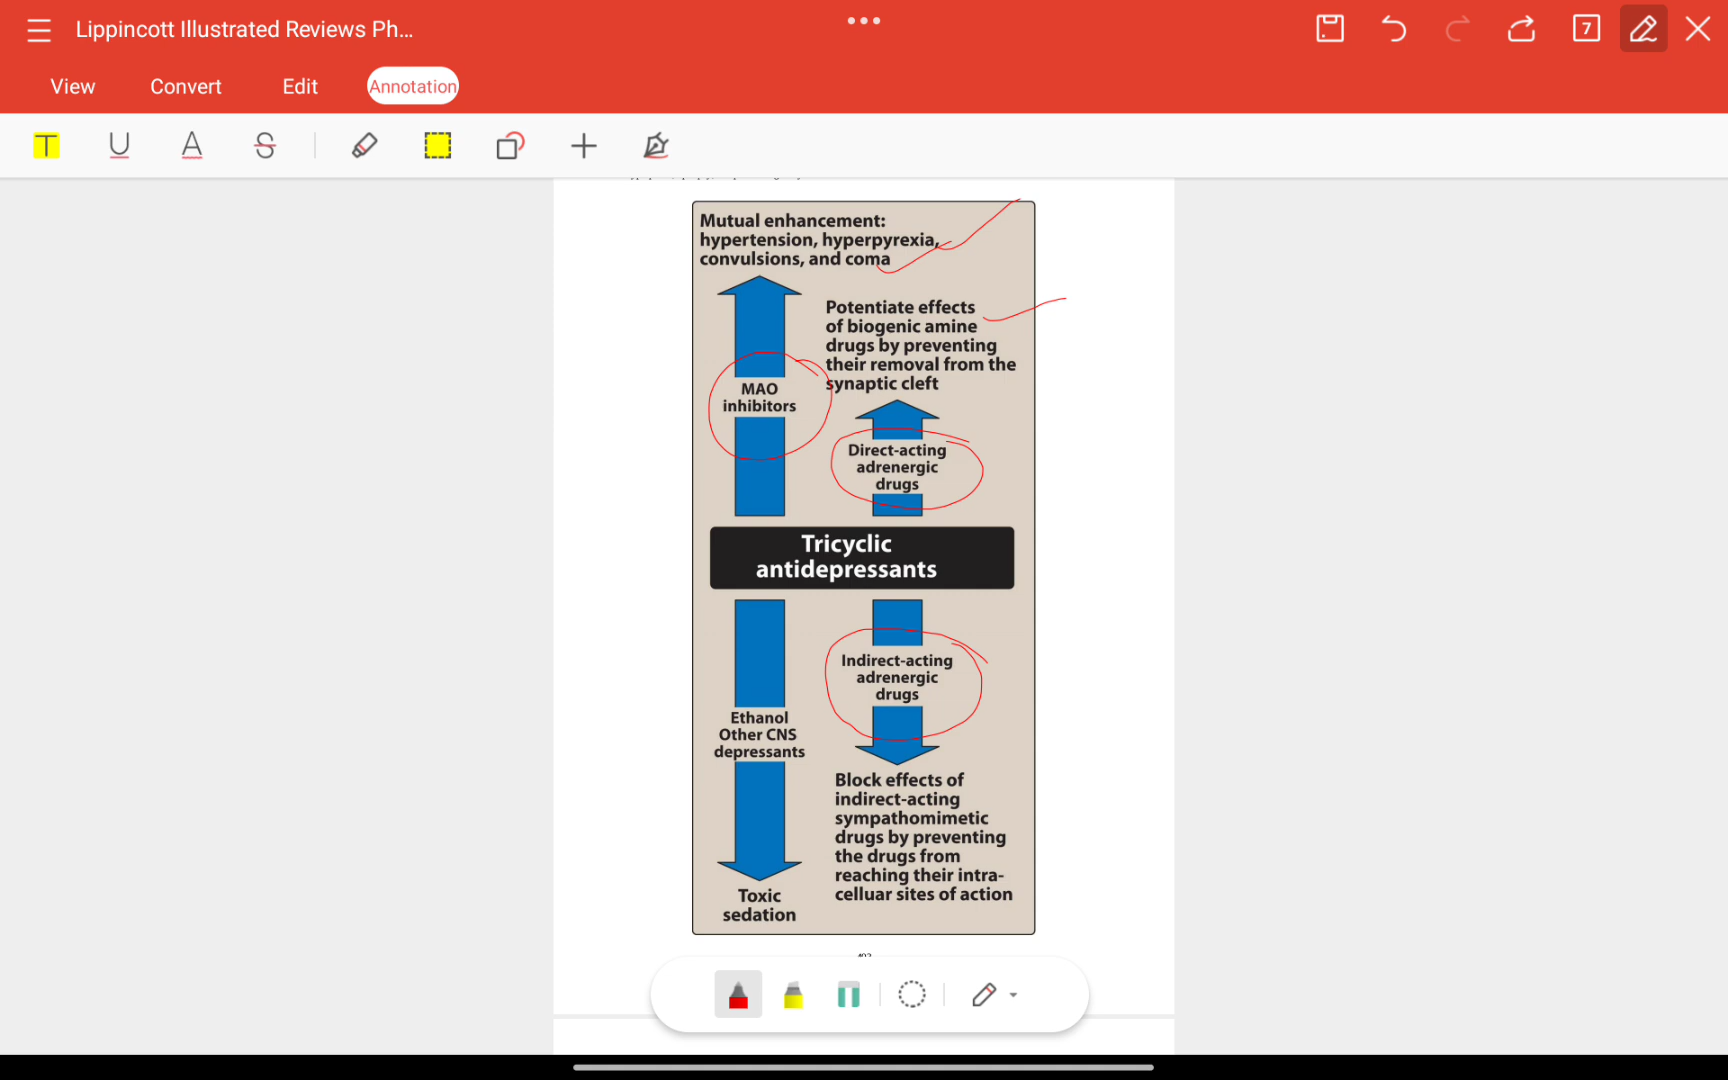 Lippincott Illustrated Reviews Ph...
7
View Convert Edit Annotation
T U A S
Mutual enhancement:
hypertension, hyperpyrexia,
convulsions, and coma
Potentiate effects
of biogenic amine
drugs by preventing
their removal from the
synaptic cleft
MAO
inhibitors
Direct-acting
adrenergic
drugs
Tricyclic
antidepressants
Indirect-acting
adrenergic
drugs
Ethanol
Other CNS
depressants
Block effects of
indirect-acting
sympathomimetic
drugs by preventing
the drugs from
reaching their intra-
celluar sites of action
Toxic
sedation